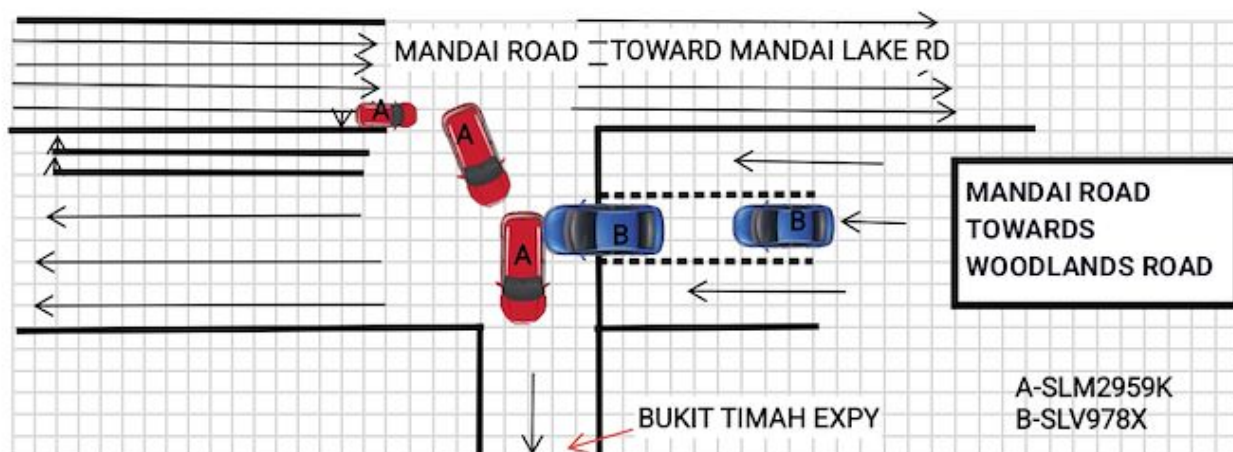 MANDAI ROAD
TOWARD MANDAI LAKE RD
A
A
A
B
B
MANDAI ROAD
TOWARDS
WOODLANDS ROAD
A-SLM2959K
B-SLV978X
BUKIT TIMAH EXPY